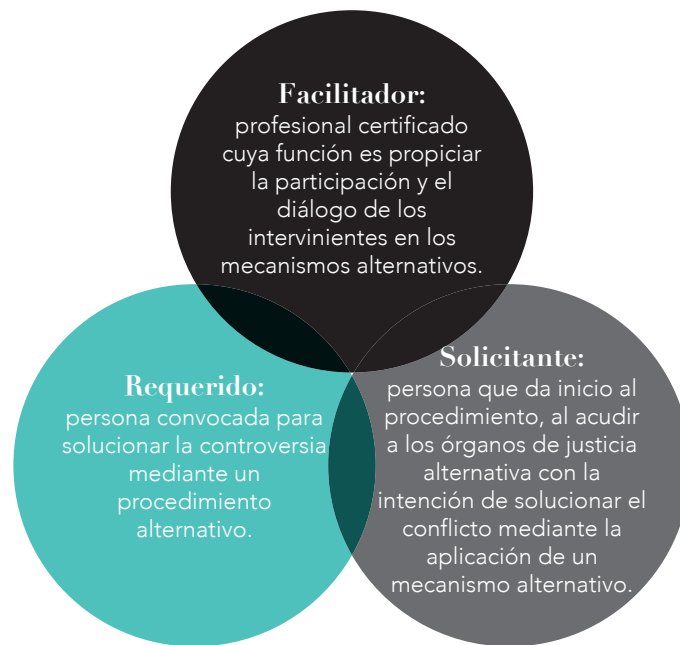 Facilitador:
profesional certificado
cuya función es propiciar
la participación y el
diálogo de los
intervinientes en los
mecanismos alternativos.
Requerido:
persona convocada para
solucionar la controversia
mediante un
procedimiento
alternativo.
Solicitante:
persona que da inicio al
procedimiento, al acudir
a los órganos de justicia
alternativa con la
intención de solucionar el
conflicto mediante la
aplicación de un
mecanismo alternativo.